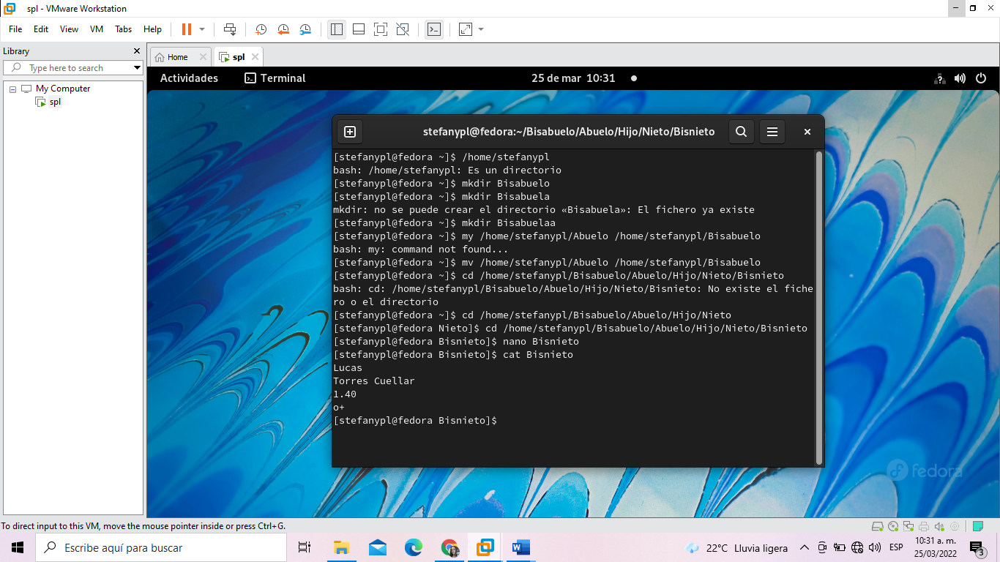 spl - VMware Workstation
File Edit View VM Tabs Help
Library
Type here to search
My Computer
spl
Home
spl
Actividades
Terminal
25 de mar 10:31
stefanypl@fedora:~/Bisabuelo/Abuelo/Hijo/Nieto/Bisnieto
[stefanypl@fedora ~]$ /home/stefanypl
bash: /home/stefanypl: Es un directorio
[stefanypl@fedora ~]$ mkdir Bisabuelo
[stefanypl@fedora ~]$ mkdir Bisabuela
mkdir: no se puede crear el directorio «Bisabuela»: El fichero ya existe
[stefanypl@fedora ~]$ mkdir Bisabuelaa
[stefanypl@fedora ~]$ my /home/stefanypl/Abuelo /home/stefanypl/Bisabuelo
bash: my: command not found...
[stefanypl@fedora ~]$ mv /home/stefanypl/Abuelo /home/stefanypl/Bisabuelo
[stefanypl@fedora ~]$ cd /home/stefanypl/Bisabuelo/Abuelo/Hijo/Nieto/Bisnieto
bash: cd: /home/stefanypl/Bisabuelo/Abuelo/Hijo/Nieto/Bisnieto: No existe el fiche
ro o el directorio
[stefanypl@fedora ~]$ cd /home/stefanypl/Bisabuelo/Abuelo/Hijo/Nieto
[stefanypl@fedora Nieto]$ cd /home/stefanypl/Bisabuelo/Abuelo/Hijo/Nieto/Bisnieto
[stefanypl@fedora Bisnieto]$ nano Bisnieto
[stefanypl@fedora Bisnieto]$ cat Bisnieto
Lucas
Torres Cuellar
1.40
o+
[stefanypl@fedora Bisnieto]$
fedora
To direct input to this VM, move the mouse pointer inside or press Ctrl+G.
Escribe aquí para buscar
22°C Lluvia ligera
ESP
10:31 a. m.
25/03/2022
3